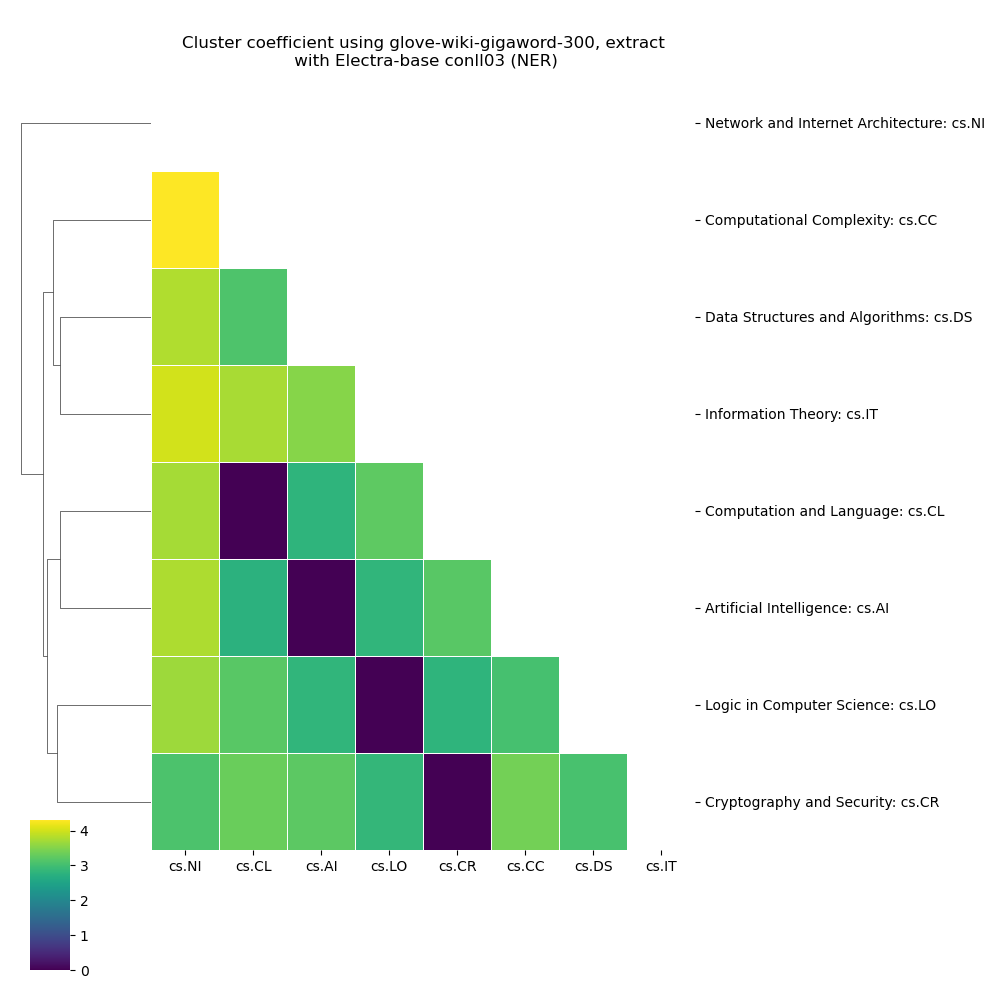 Cluster coefficient using glove-wiki-gigaword-300, extract
with Electra-base conll03 (NER)
Network and Internet Architecture: cs.NI
Computational Complexity: cs.CC
Data Structures and Algorithms: cs.DS
Information Theory: cs.IT
Computation and Language: cs.CL
Artificial Intelligence: cs.AI
Logic in Computer Science: cs.LO
Cryptography and Security: cs.CR
cs.NI cs.CL cs.AI cs.LO cs.CR cs.CC cs.DS cs.IT
4
3
2
1
0